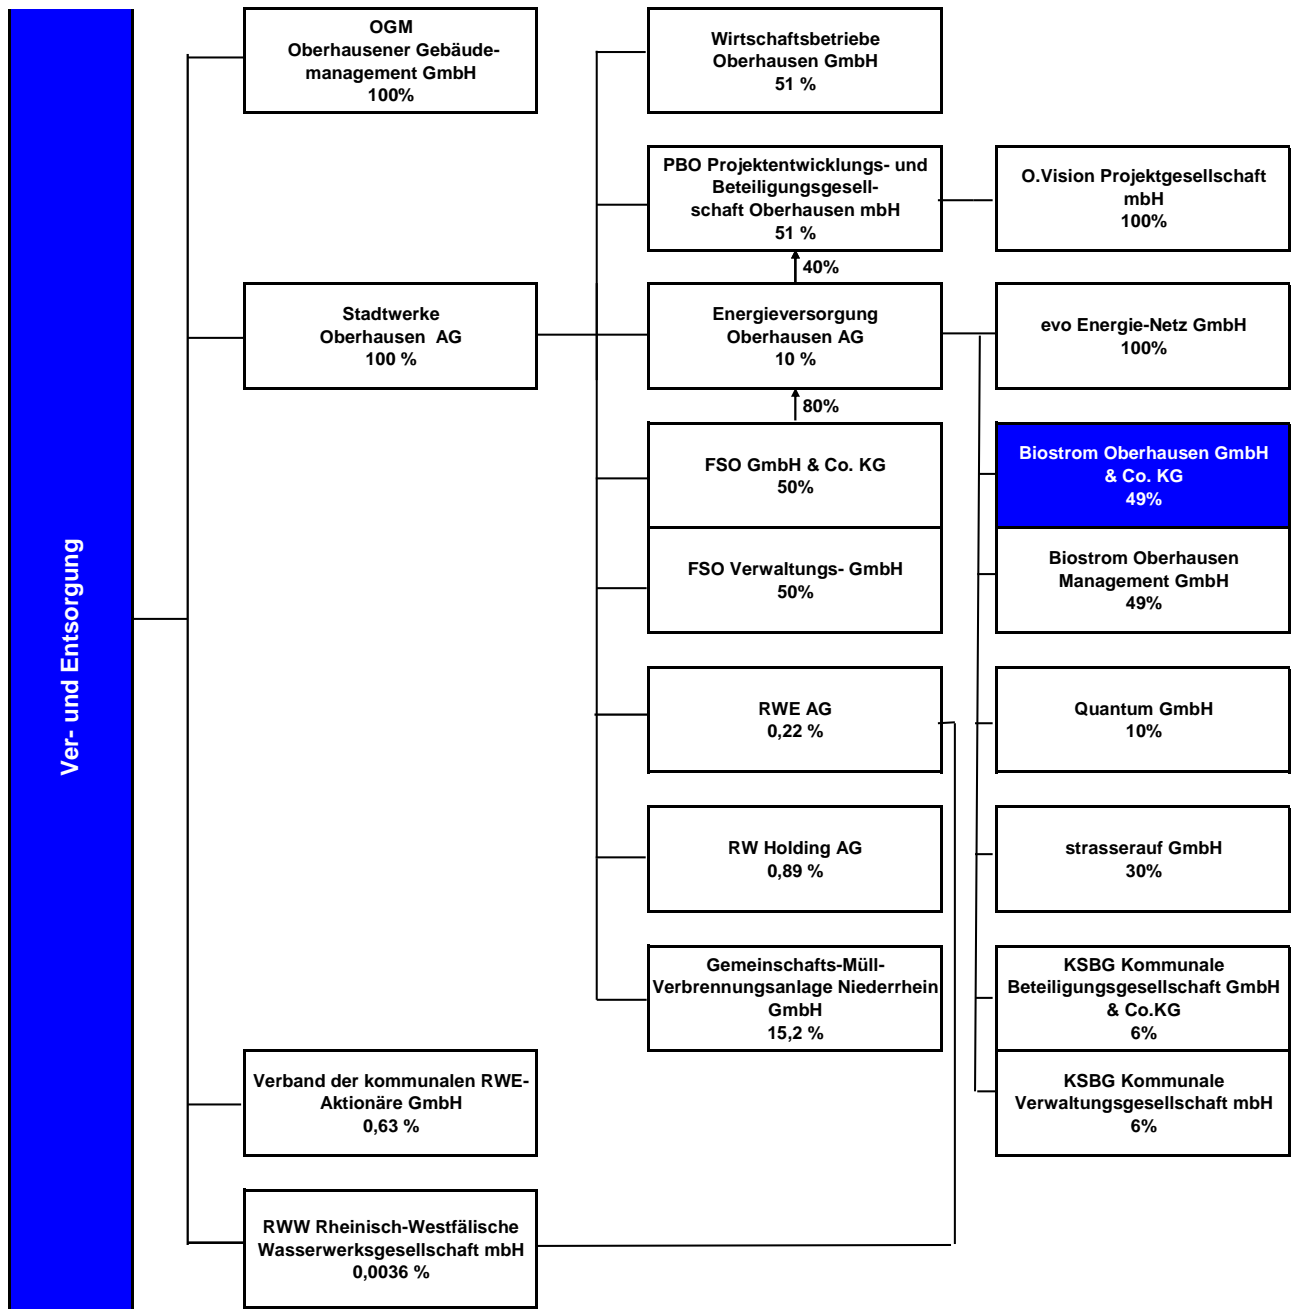 Ver- und Entsorgung
OGM
Oberhausener Gebäude-
management GmbH
100%
Stadtwerke
Oberhausen AG
100 %
Verband der kommunalen RWE-
Aktionäre GmbH
0,63 %
RWW Rheinisch-Westfälische
Wasserwerksgesellschaft mbH
0,0036 %
Wirtschaftsbetriebe
Oberhausen GmbH
51 %
PBO Projektentwicklungs- und
Beteiligungsgesell-
schaft Oberhausen mbH
51 %
40%
Energieversorgung
Oberhausen AG
10 %
80%
FSO GmbH & Co. KG
50%
FSO Verwaltungs- GmbH
50%
RWE AG
0,22 %
RW Holding AG
0,89 %
Gemeinschafts-Müll-
Verbrennungsanlage Niederrhein
GmbH
15,2 %
O.Vision Projektgesellschaft
mbH
100%
evo Energie-Netz GmbH
100%
Biostrom Oberhausen GmbH
& Co. KG
49%
Biostrom Oberhausen
Management GmbH
49%
Quantum GmbH
10%
strasserauf GmbH
30%
KSBG Kommunale
Beteiligungsgesellschaft GmbH
& Co.KG
6%
KSBG Kommunale
Verwaltungsgesellschaft mbH
6%